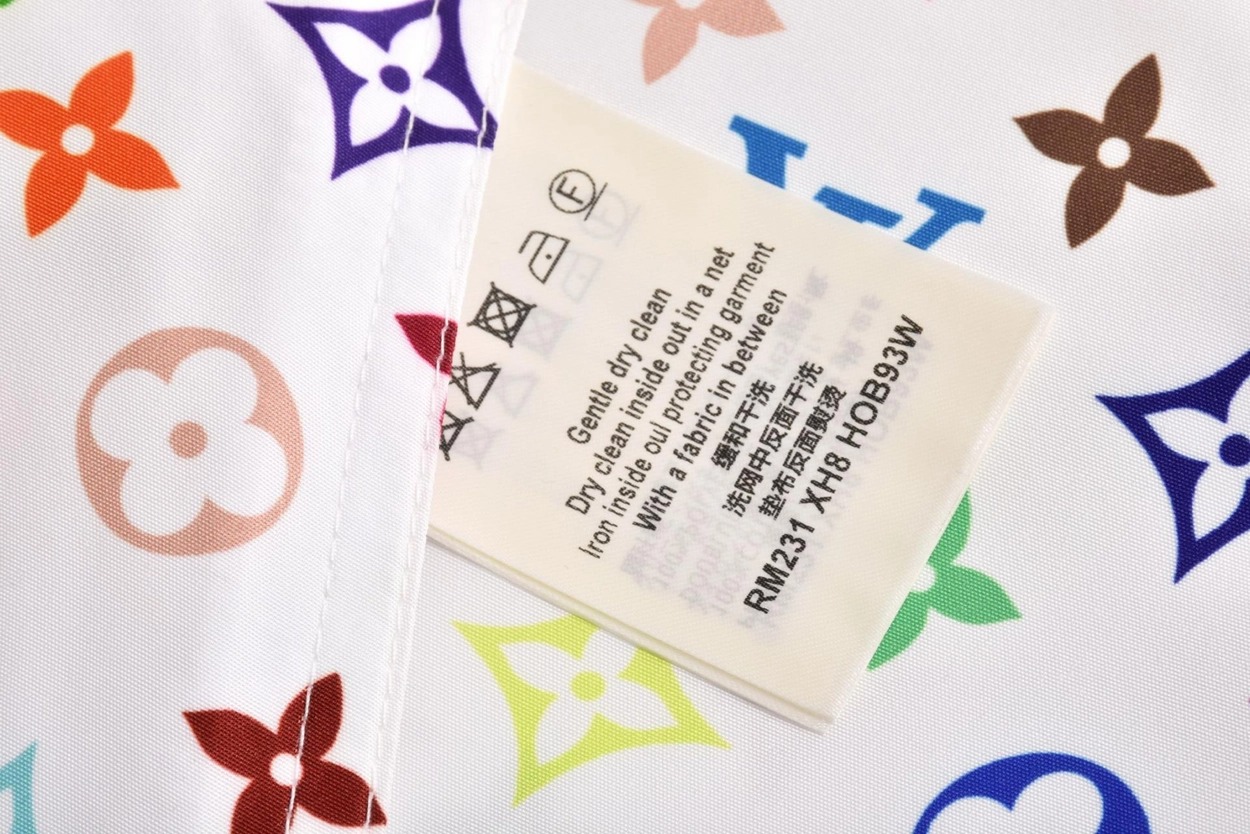 F
Gentle dry clean
Dry clean inside out in a net
Iron inside oul protecting garment
With a fabric in between
缓和干洗
洗网中反面干洗
垫布反面熨烫
RM231 XH8 HOB93W